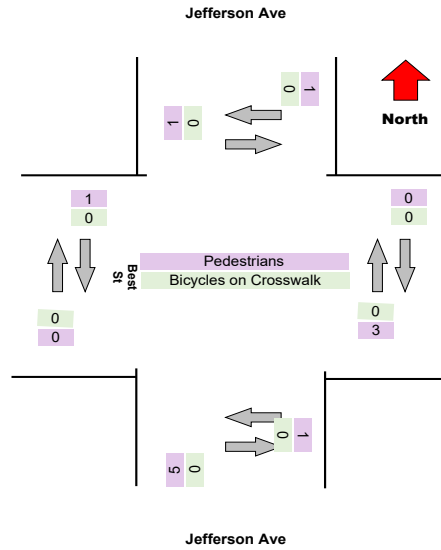 Jefferson Ave
0 1
1 0
North
1
0
0
0
Best St
Pedestrians
Bicycles on Crosswalk
0
0
0
3
0 1
5 0
Jefferson Ave